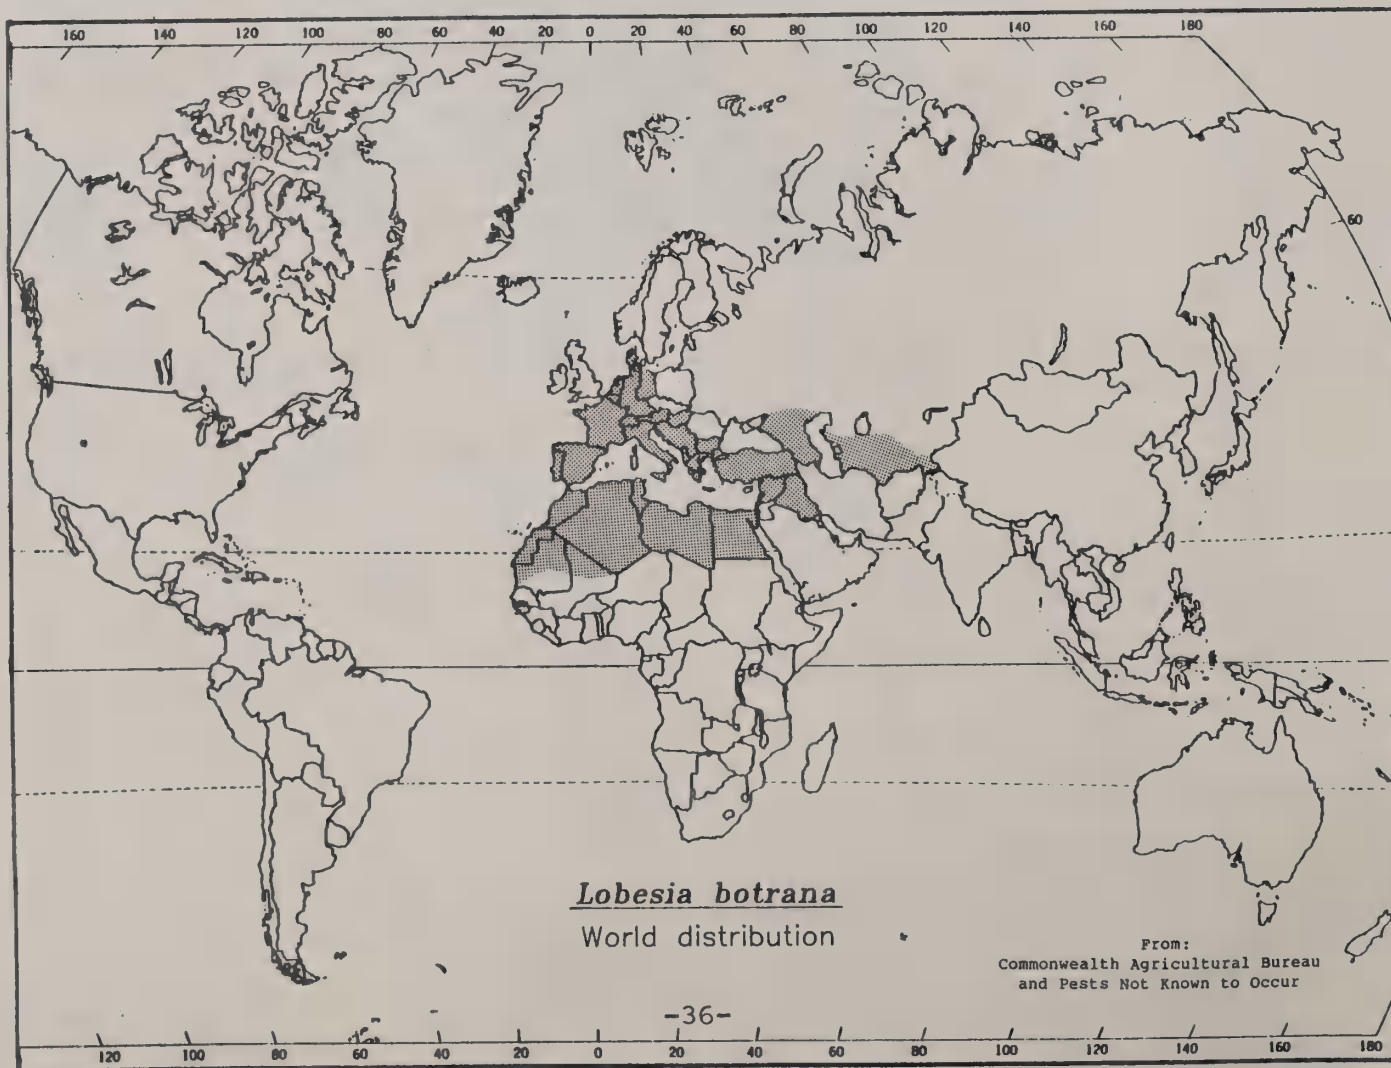 160 140 120 100 80 60 40 20 0 20 40 60 80 100 120 140 160 180
60
Lobesia botrana
World distribution
From:
Commonwealth Agricultural Bureau
and Pests Not Known to Occur
-36-
120 100 80 60 40 20 0 20 40 60 80 100 120 140 160 180